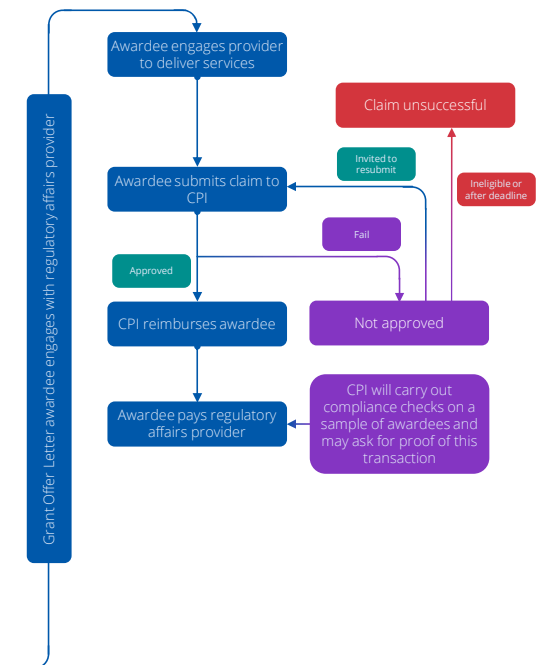 Grant Offer Letter awardee engages with regulatory affairs provider
Awardee engages provider
to deliver services
Claim unsuccessful
Invited to
resubmit
Awardee submits claim to
CPI
Ineligible or
after deadline
Fail
Approved
CPI reimburses awardee
Not approved
Awardee pays regulatory
affairs provider
CPI will carry out
compliance checks on a
sample of awardees and
may ask for proof of this
transaction